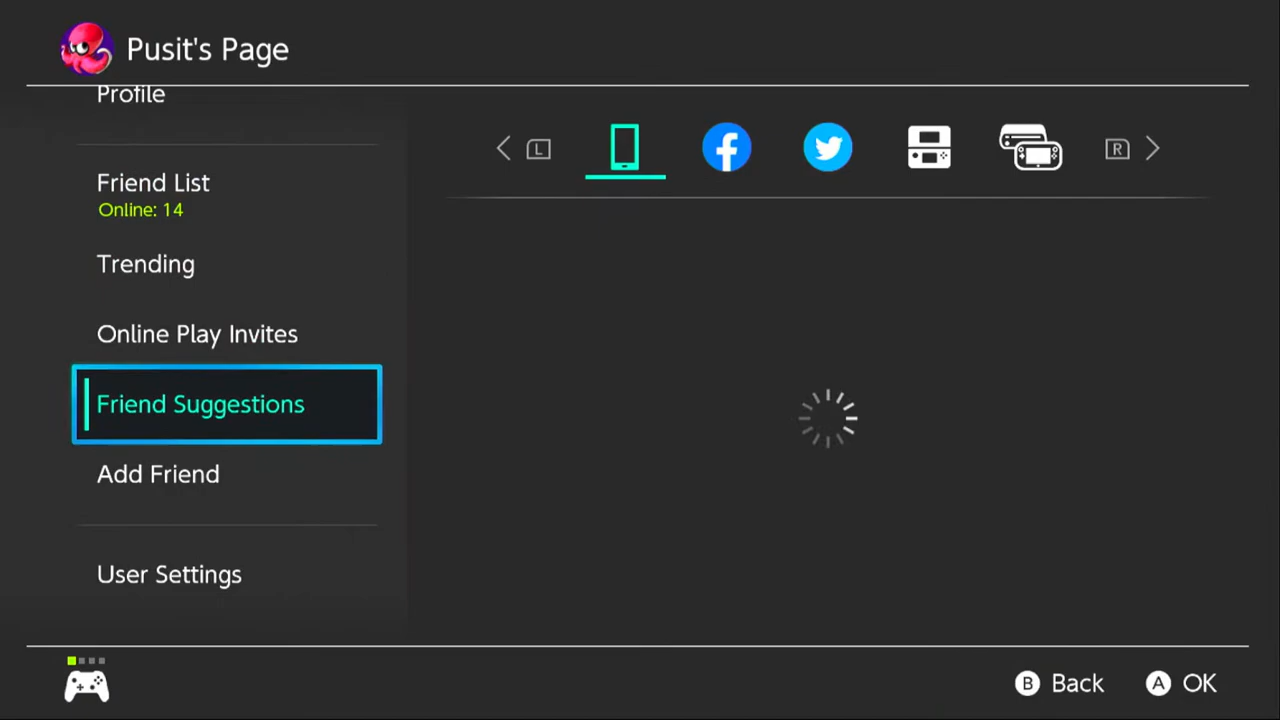 Pusit's Page
Profile
Friend List
Online: 14
Trending
Online Play Invites
Friend Suggestions
Add Friend
User Settings
L
R
B Back
A OK